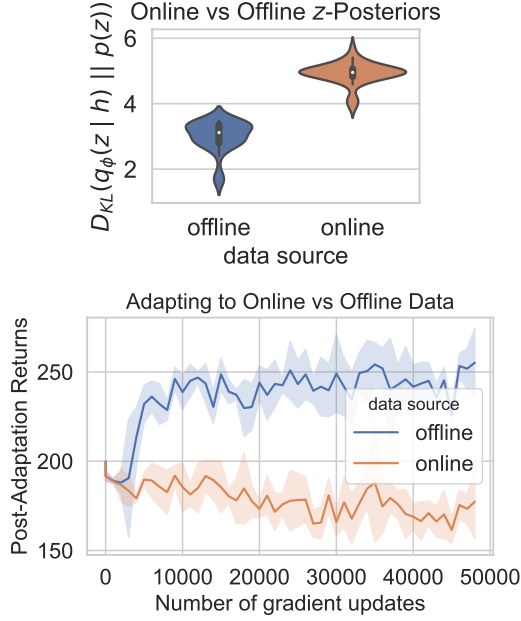 Online vs Offline z-Posteriors
D_{KL}(q_ϕ(z | h) || p(z))
6
4
2
offline
online
data source
Adapting to Online vs Offline Data
Post-Adaptation Returns
250
200
150
data source
offline
online
0
10000
20000
30000
40000
50000
Number of gradient updates